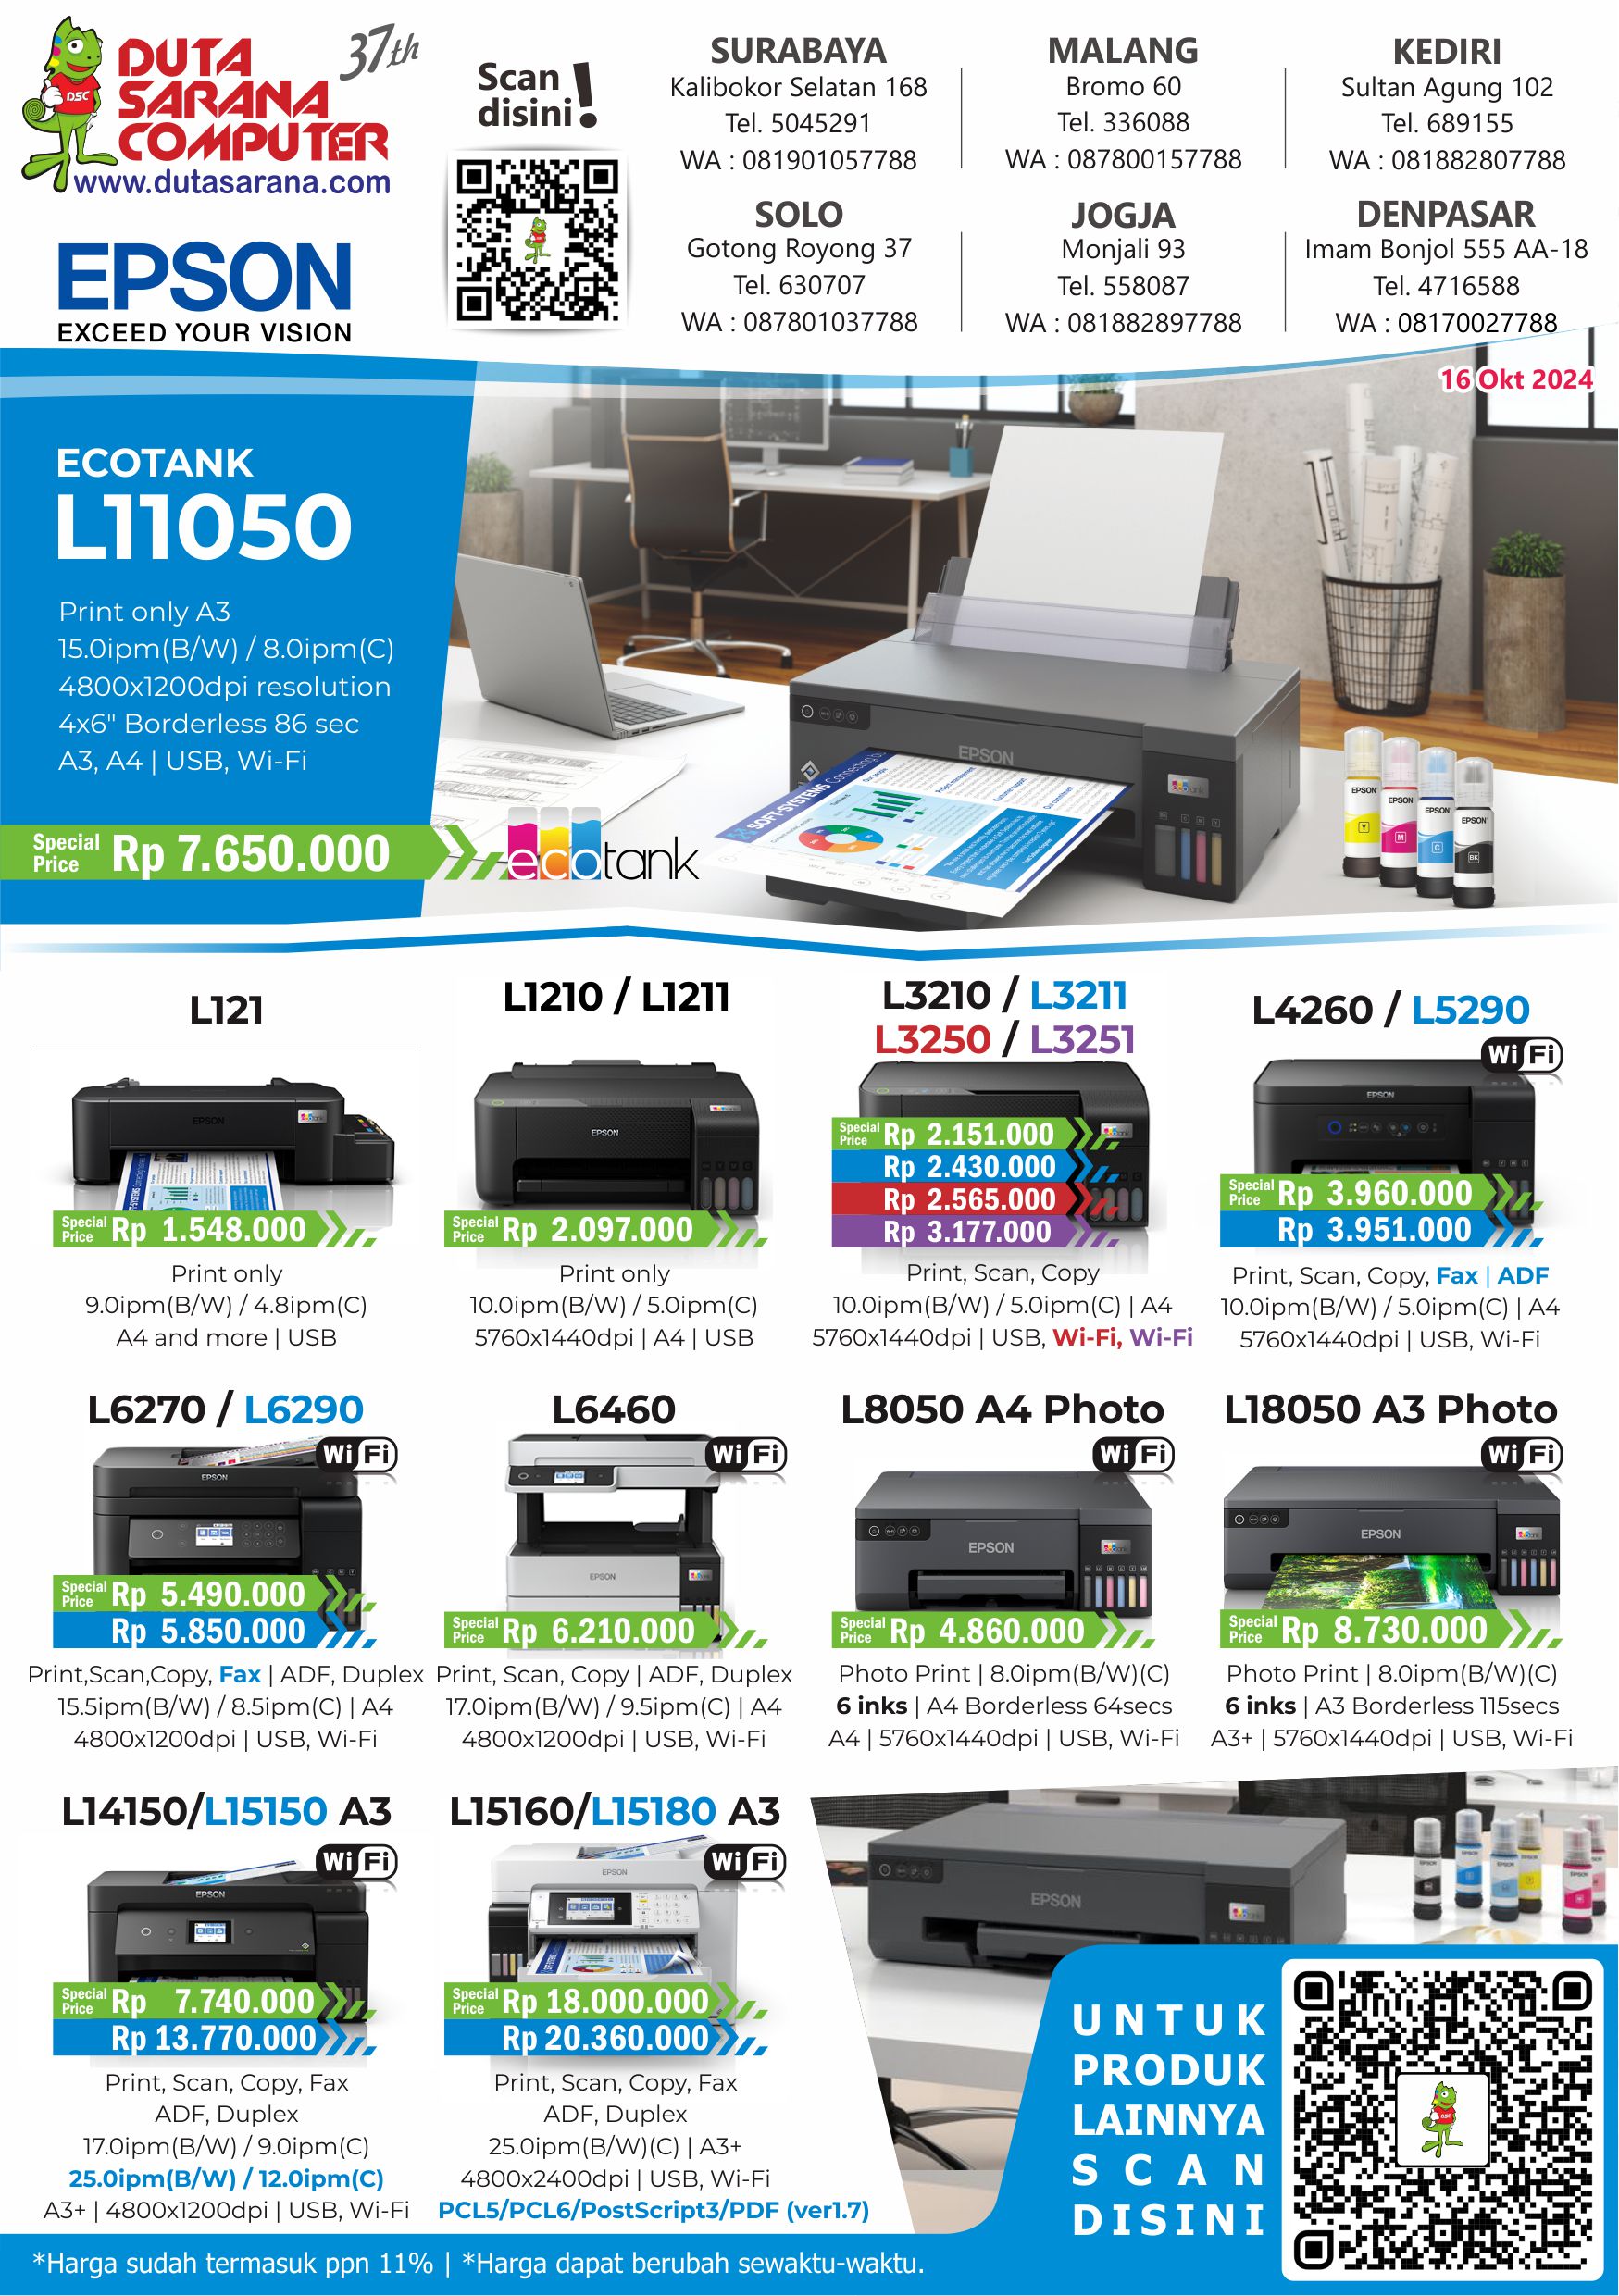 DUTA
SARANA
COMPUTER
37th
DSC
www.dutasarana.com
EPSON
EXCEED YOUR VISION
Scan
disini!
SURABAYA
Kalibokor Selatan 168
Tel. 5045291
WA : 081901057788
MALANG
Bromo 60
Tel. 336088
WA : 087800157788
KEDIRI
Sultan Agung 102
Tel. 689155
WA : 081882807788
SOLO
Gotong Royong 37
Tel. 630707
WA : 087801037788
JOGJA
Monjali 93
Tel. 558087
WA : 081882897788
DENPASAR
Imam Bonjol 555 AA-18
Tel. 4716588
WA : 08170027788
16 Okt 2024
ECOTANK
L11050
Print only A3
15.0ipm(B/W) / 8.0ipm(C)
4800x1200dpi resolution
4x6" Borderless 86 sec
A3, A4 | USB, Wi-Fi
Special Price Rp 7.650.000
ecotank
EPSON
SOFT-SYSTEMS
EPSON Y
EPSON M
EPSON C
EPSON BK
L121
EPSON
Special Price Rp 1.548.000
Print only
9.0ipm(B/W) / 4.8ipm(C)
A4 and more | USB
L1210 / L1211
EPSON
Special Price Rp 2.097.000
Print only
10.0ipm(B/W) / 5.0ipm(C)
5760x1440dpi | A4 | USB
L3210 / L3211
L3250 / L3251
Special Price Rp 2.151.000
Rp 2.430.000
Rp 2.565.000
Rp 3.177.000
Print, Scan, Copy
10.0ipm(B/W) / 5.0ipm(C) | A4
5760x1440dpi | USB, Wi-Fi, Wi-Fi
L4260 / L5290
Wi Fi
EPSON
Special Price Rp 3.960.000
Rp 3.951.000
Print, Scan, Copy, Fax | ADF
10.0ipm(B/W) / 5.0ipm(C) | A4
5760x1440dpi | USB, Wi-Fi
L6270 / L6290
Wi Fi
EPSON
Special Price Rp 5.490.000
Rp 5.850.000
Print,Scan,Copy, Fax | ADF, Duplex
15.5ipm(B/W) / 8.5ipm(C) | A4
4800x1200dpi | USB, Wi-Fi
L6460
Wi Fi
EPSON
Special Price Rp 6.210.000
Print, Scan, Copy | ADF, Duplex
17.0ipm(B/W) / 9.5ipm(C) | A4
4800x1200dpi | USB, Wi-Fi
L8050 A4 Photo
Wi Fi
EPSON
Special Price Rp 4.860.000
Photo Print | 8.0ipm(B/W)(C)
6 inks | A4 Borderless 64secs
A4 | 5760x1440dpi | USB, Wi-Fi
L18050 A3 Photo
Wi Fi
EPSON
Special Price Rp 8.730.000
Photo Print | 8.0ipm(B/W)(C)
6 inks | A3 Borderless 115secs
A3+ | 5760x1440dpi | USB, Wi-Fi
L14150/L15150 A3
Wi Fi
EPSON
Special Price Rp 7.740.000
Rp 13.770.000
Print, Scan, Copy, Fax
ADF, Duplex
17.0ipm(B/W) / 9.0ipm(C)
25.0ipm(B/W) / 12.0ipm(C)
A3+ | 4800x1200dpi | USB, Wi-Fi
L15160/L15180 A3
Wi Fi
EPSON
Special Price Rp 18.000.000
Rp 20.360.000
Print, Scan, Copy, Fax
ADF, Duplex
25.0ipm(B/W)(C) | A3+
4800x2400dpi | USB, Wi-Fi
PCL5/PCL6/PostScript3/PDF (ver1.7)
EPSON
UNTUK
PRODUK
LAINNYA
SCAN
DISINI
*Harga sudah termasuk ppn 11% | *Harga dapat berubah sewaktu-waktu.